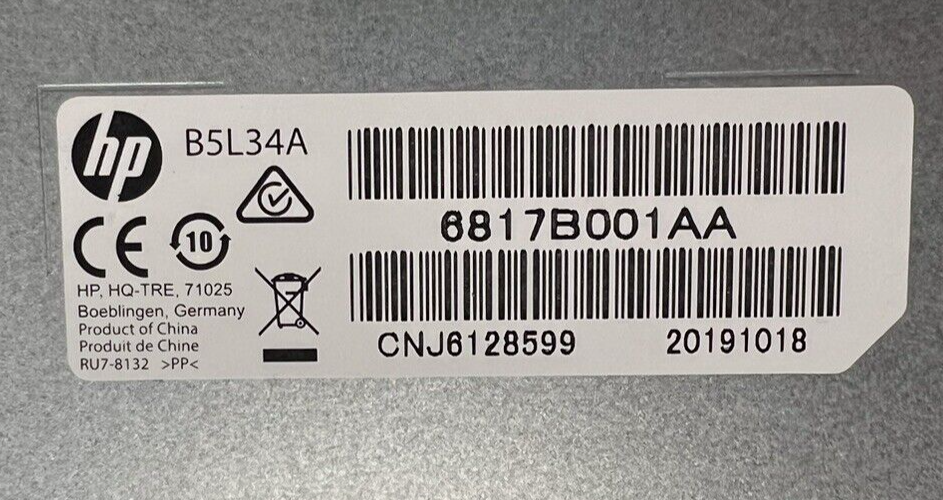 hp
B5L34A
CE
10
HP, HQ-TRE, 71025
Boeblingen, Germany
Product of China
Produit de Chine
RU7-8132 >PP<
6817B001AA
CNJ6128599 20191018